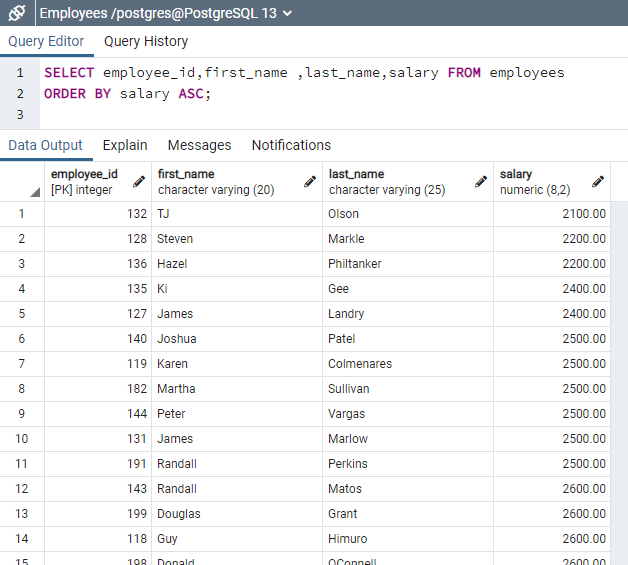 Employees /postgres@PostgreSQL 13
Query Editor Query History
1 SELECT employee_id,first_name ,last_name,salary FROM employees
2 ORDER BY salary ASC;
3
Data Output Explain Messages Notifications
employee_id first_name last_name salary
[PK] integer character varying (20) character varying (25) numeric (8,2)
1 132 TJ Olson 2100.00
2 128 Steven Markle 2200.00
3 136 Hazel Philtanker 2200.00
4 135 Ki Gee 2400.00
5 127 James Landry 2400.00
6 140 Joshua Patel 2500.00
7 119 Karen Colmenares 2500.00
8 182 Martha Sullivan 2500.00
9 144 Peter Vargas 2500.00
10 131 James Marlow 2500.00
11 191 Randall Perkins 2500.00
12 143 Randall Matos 2600.00
13 199 Douglas Grant 2600.00
14 118 Guy Himuro 2600.00
15 198 Donald OConnell 2600.00